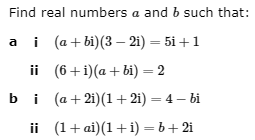 Find real numbers a and b such that:
a i (a + bi)(3 − 2i) = 5i + 1
ii (6 + i)(a + bi) = 2
b i (a + 2i)(1 + 2i) = 4 − bi
ii (1 + ai)(1 + i) = b + 2i